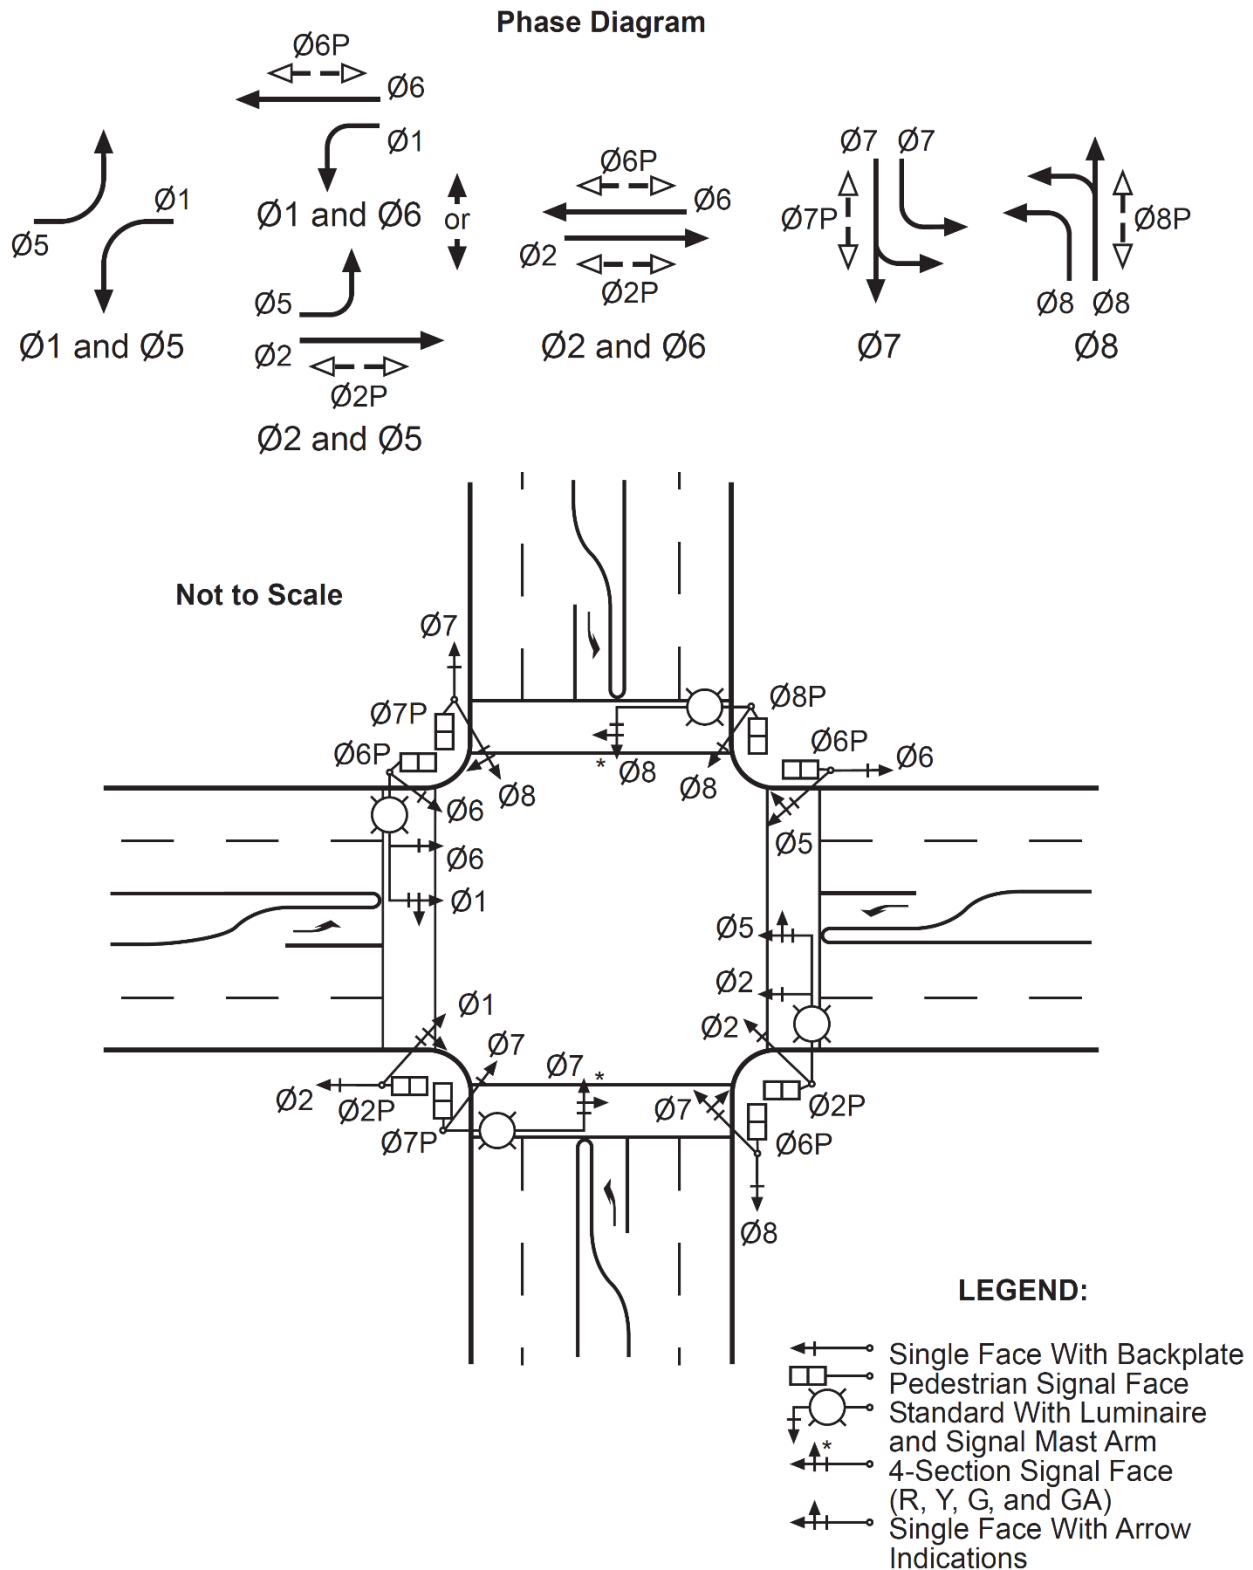 Phase Diagram
Ø6P
Ø6
Ø1
Ø1 and Ø6
or
Ø1
Ø5
Ø1 and Ø5
Ø5
Ø2
Ø2P
Ø2 and Ø5
Ø6P
Ø6
Ø2
Ø2P
Ø2 and Ø6
Ø7
Ø7
Ø7P
Ø7
Ø8P
Ø8
Ø8
Ø8
Not to Scale
Ø7
Ø7P
Ø8P
Ø6P
Ø6P
Ø6
* Ø8
Ø8
Ø8
Ø6
Ø5
Ø6
Ø1
Ø5
Ø2
Ø1
Ø2
Ø7
Ø7 *
Ø2
Ø2P
Ø7
Ø2P
Ø7P
Ø6P
Ø8
LEGEND:
Single Face With Backplate
Pedestrian Signal Face
Standard With Luminaire
and Signal Mast Arm
*
4-Section Signal Face
(R, Y, G, and GA)
Single Face With Arrow
Indications